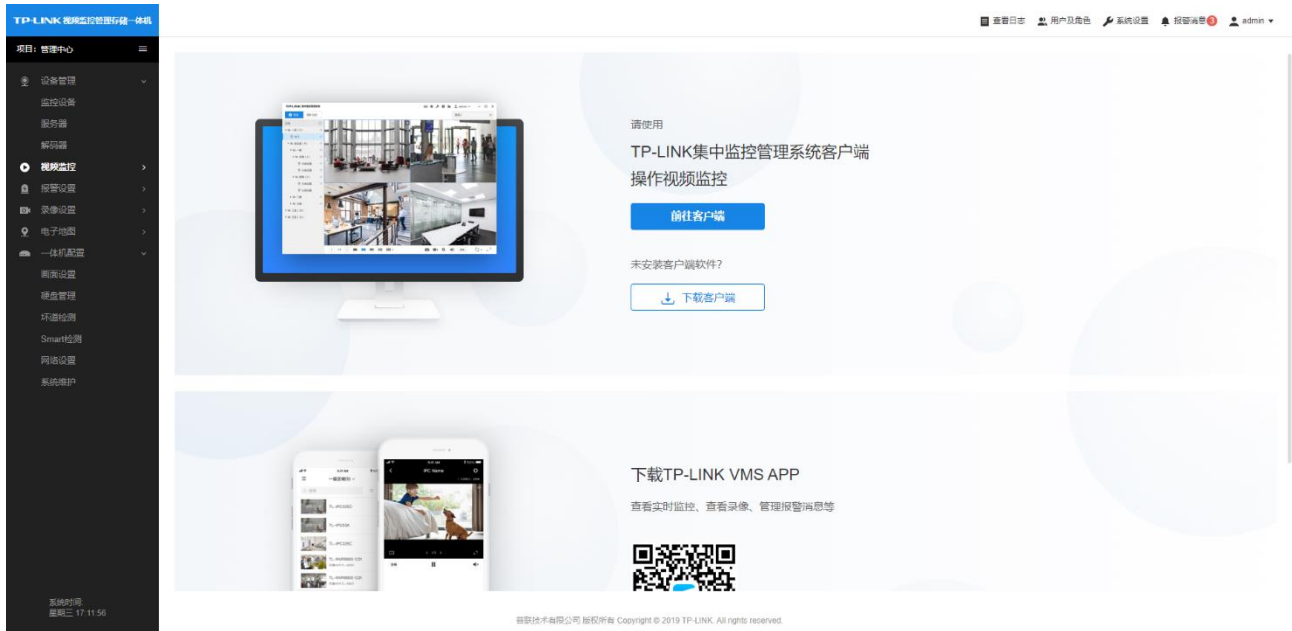 TP-LINK 视频监控管理存储一体机
查看日志 用户及角色 系统设置 报警消息 3 admin
项目: 管理中心
设备管理
监控设备
服务器
解码器
视频监控
报警设置
录像设置
电子地图
一体机配置
画面设置
硬盘管理
坏道检测
Smart检测
网络设置
系统维护
系统时间:
星期三 17:11:56
请使用
TP-LINK集中监控管理系统客户端
操作视频监控
前往客户端
未安装客户端软件?
下载客户端
IPC Name
下载TP-LINK VMS APP
查看实时监控、查看录像、管理报警消息等
普联技术有限公司 版权所有 Copyright © 2019 TP-LINK. All rights reserved.